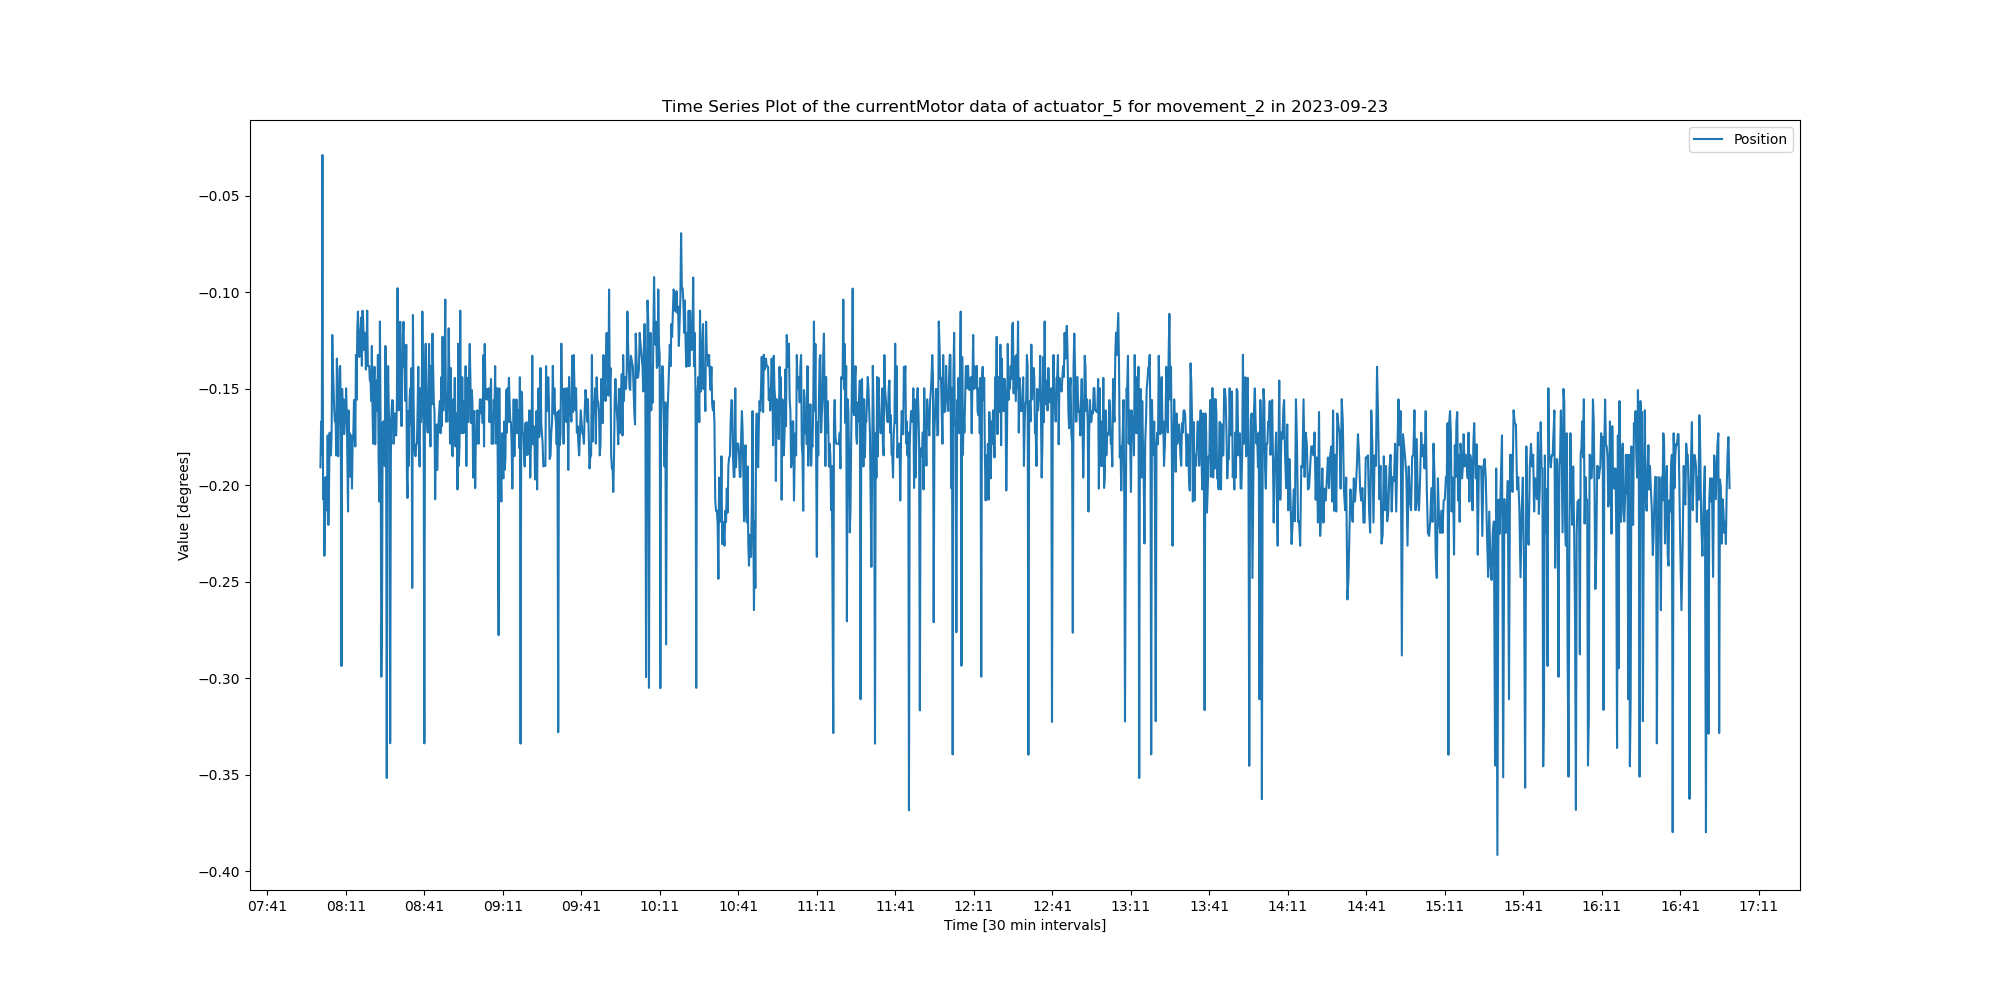 Time Series Plot of the currentMotor data of actuator_5 for movement_2 in 2023-09-23
Position
−0.05
−0.10
−0.15
−0.20
−0.25
−0.30
−0.35
−0.40
Value [degrees]
07:41 08:11 08:41 09:11 09:41 10:11 10:41 11:11 11:41 12:11 12:41 13:11 13:41 14:11 14:41 15:11 15:41 16:11 16:41 17:11
Time [30 min intervals]